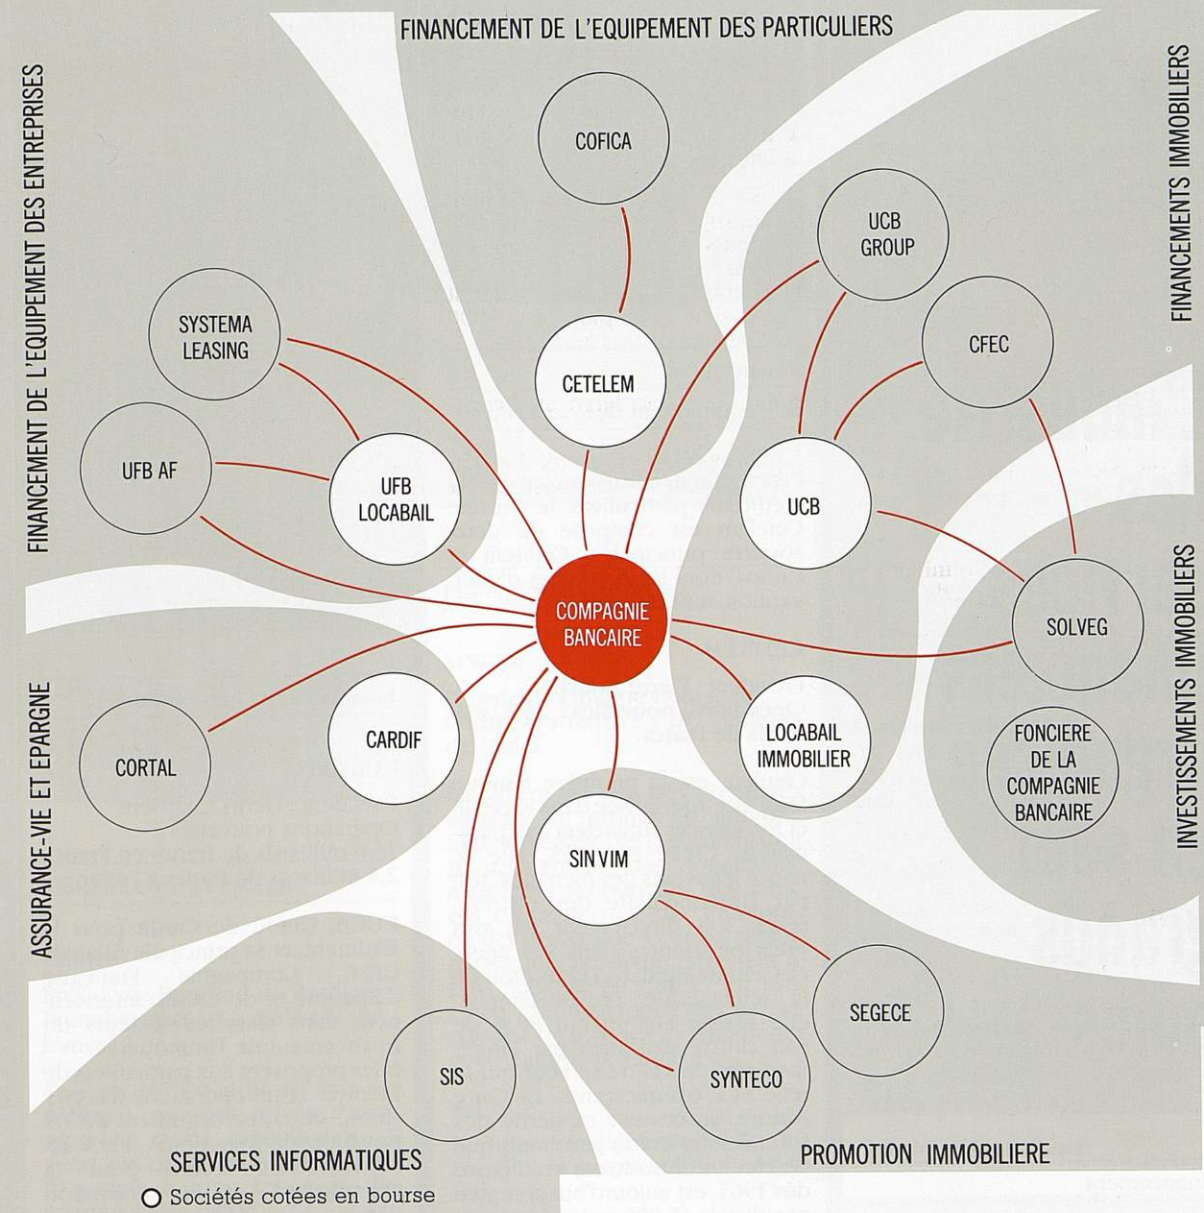 FINANCEMENT DE L'EQUIPEMENT DES PARTICULIERS
FINANCEMENT DE L'EQUIPEMENT DES ENTREPRISES
FINANCEMENTS IMMOBILIERS
COFICA
UCB
GROUP
SYSTEMA
LEASING
CFEC
CETELEM
UFB AF
UFB
LOCABAIL
UCB
COMPAGNIE
BANCAIRE
SOLVEG
INVESTISSEMENTS IMMOBILIERS
ASSURANCE-VIE ET EPARGNE
CORTAL
CARDIF
LOCABAIL
IMMOBILIER
FONCIERE
DE LA
COMPAGNIE
BANCAIRE
SINVIM
SEGECE
SIS
SYNTECO
SERVICES INFORMATIQUES
PROMOTION IMMOBILIERE
Sociétés cotées en bourse